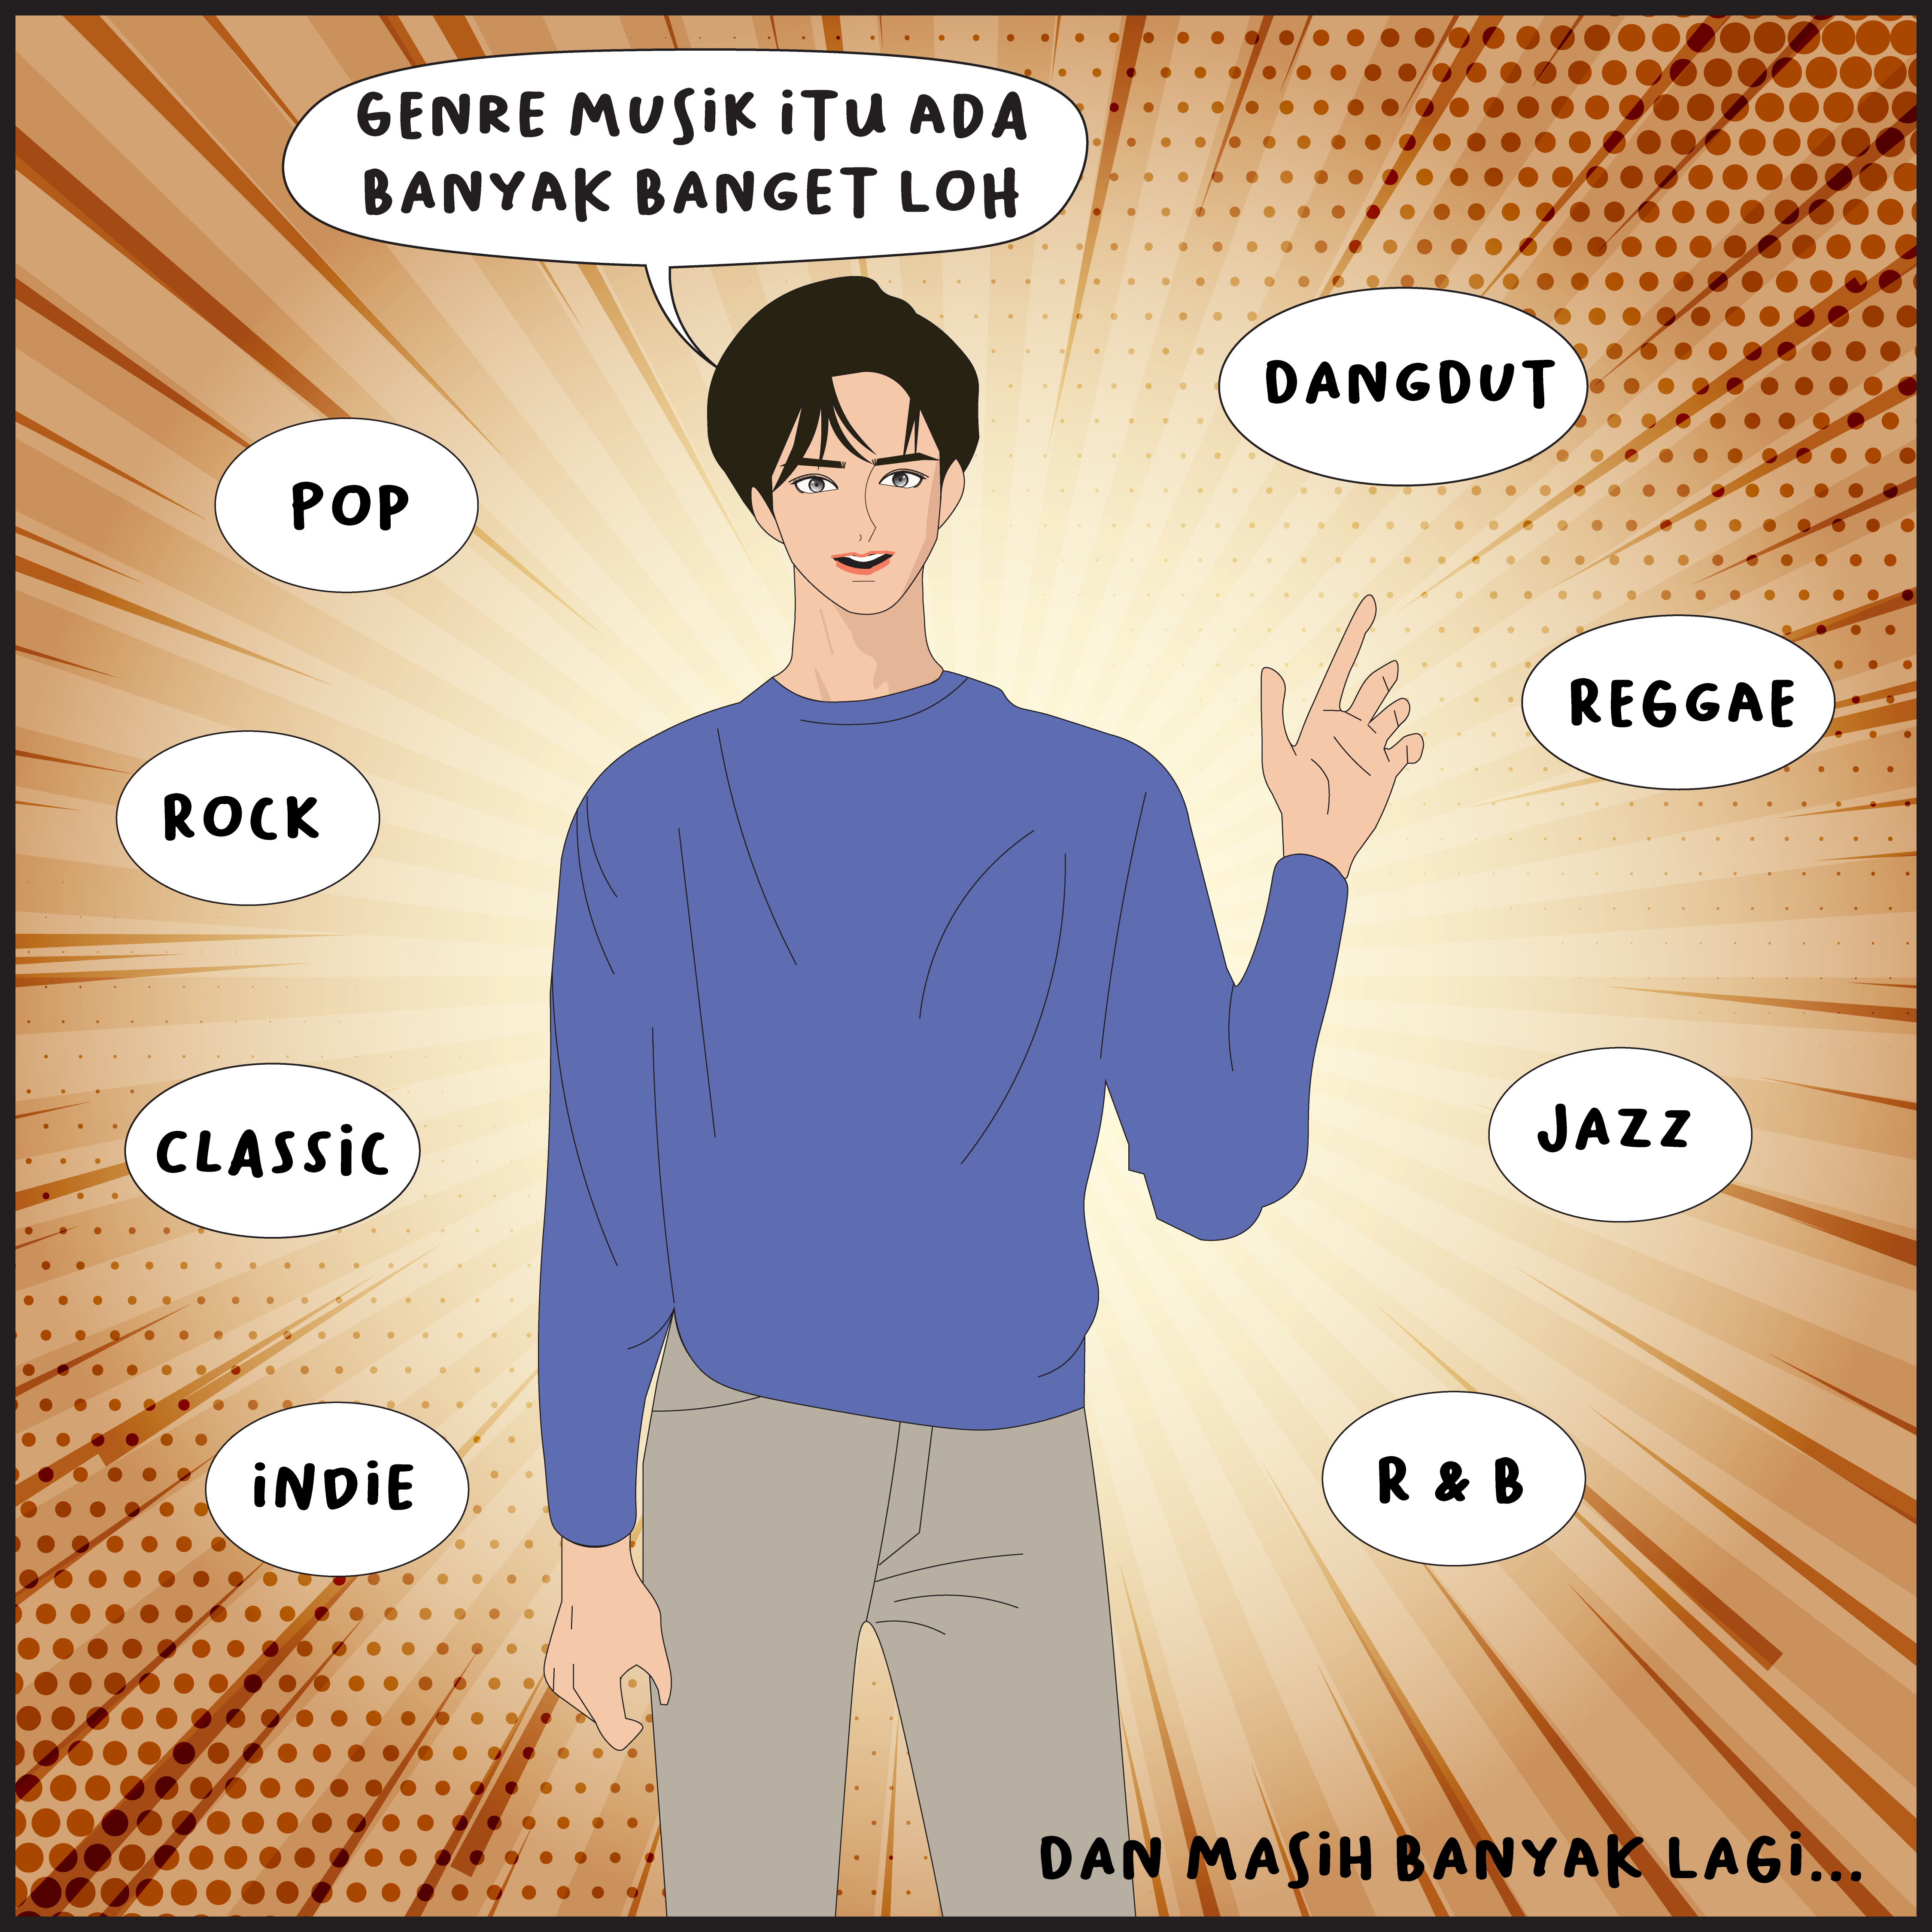 GENRE MUSiK iTU ADA
BANYAK BANGET LOH
DANGDUT
POP
REGGAE
ROCK
JAZZ
CLASSiC
R & B
iNDiE
DAN MASiH BANYAK LAGi...